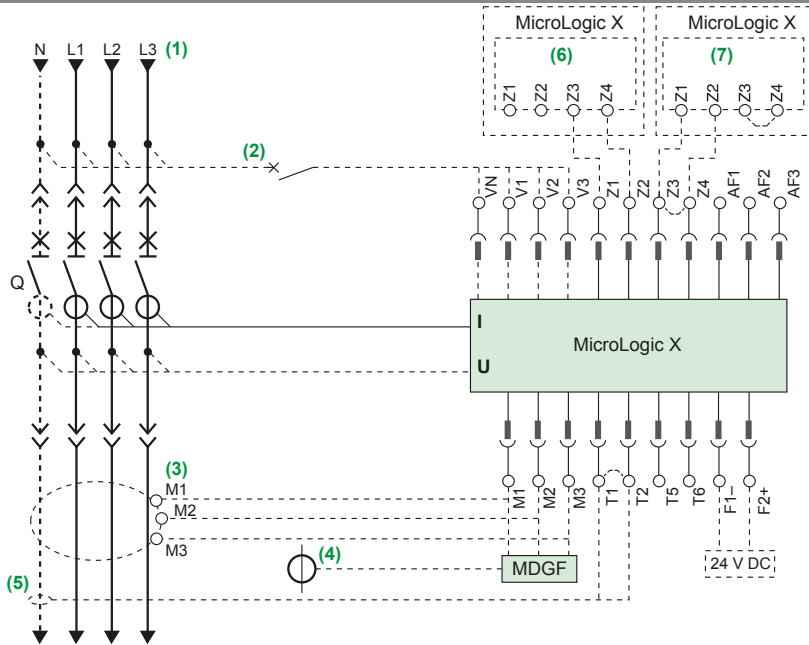 MicroLogic X
MicroLogic X
N L1 L2 L3 (1)
(6)
(7)
Z1 Z2 Z3 Z4
Z1 Z2 Z3 Z4
(2)
VN V1 V2 V3 Z1 Z2 Z3 Z4 AF1 AF2 AF3
Q
I
MicroLogic X
U
(3)
M1
M2
M3
M1 M2 M3 T1 T2 T5 T6 F1– F2+
(4)
MDGF
24 V DC
(5)